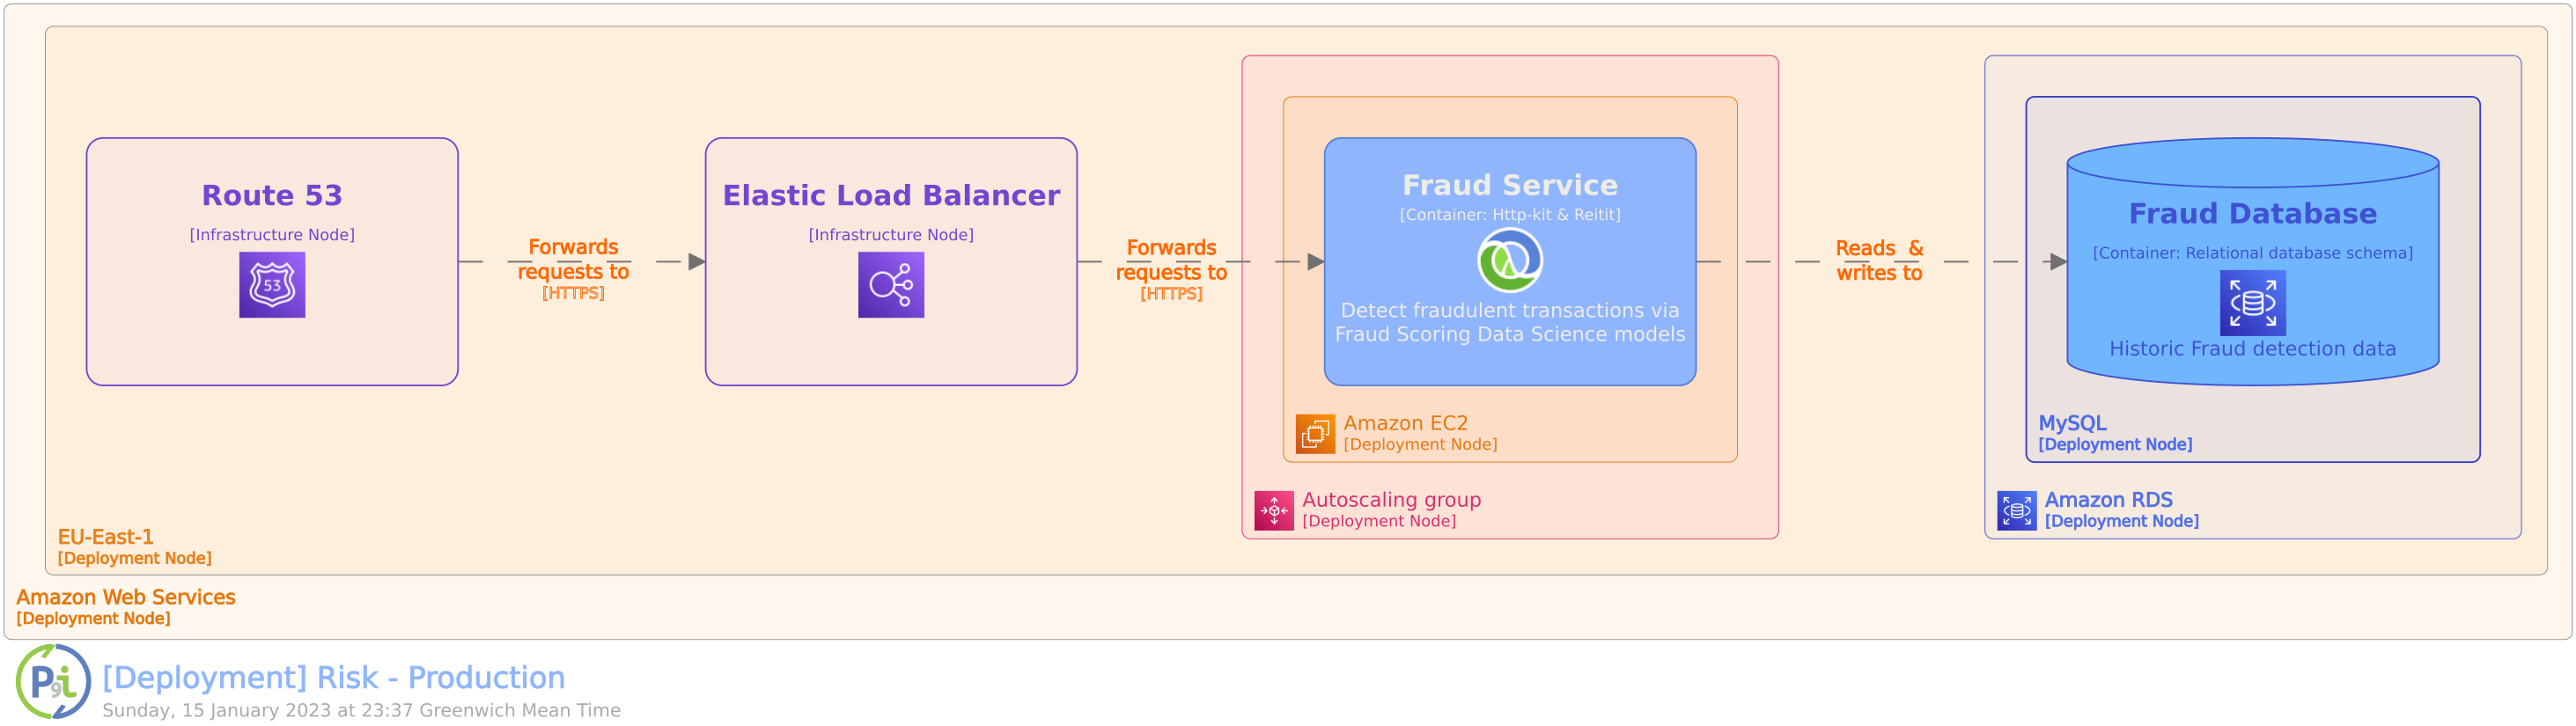 Route 53
[Infrastructure Node]
53
Forwards
requests to
[HTTPS]
Elastic Load Balancer
[Infrastructure Node]
Forwards
requests to
[HTTPS]
Fraud Service
[Container: Http-kit & Reitit]
Detect fraudulent transactions via
Fraud Scoring Data Science models
Amazon EC2
[Deployment Node]
Autoscaling group
[Deployment Node]
Reads &
writes to
Fraud Database
[Container: Relational database schema]
Historic Fraud detection data
MySQL
[Deployment Node]
Amazon RDS
[Deployment Node]
EU-East-1
[Deployment Node]
Amazon Web Services
[Deployment Node]
P9i
[Deployment] Risk - Production
Sunday, 15 January 2023 at 23:37 Greenwich Mean Time